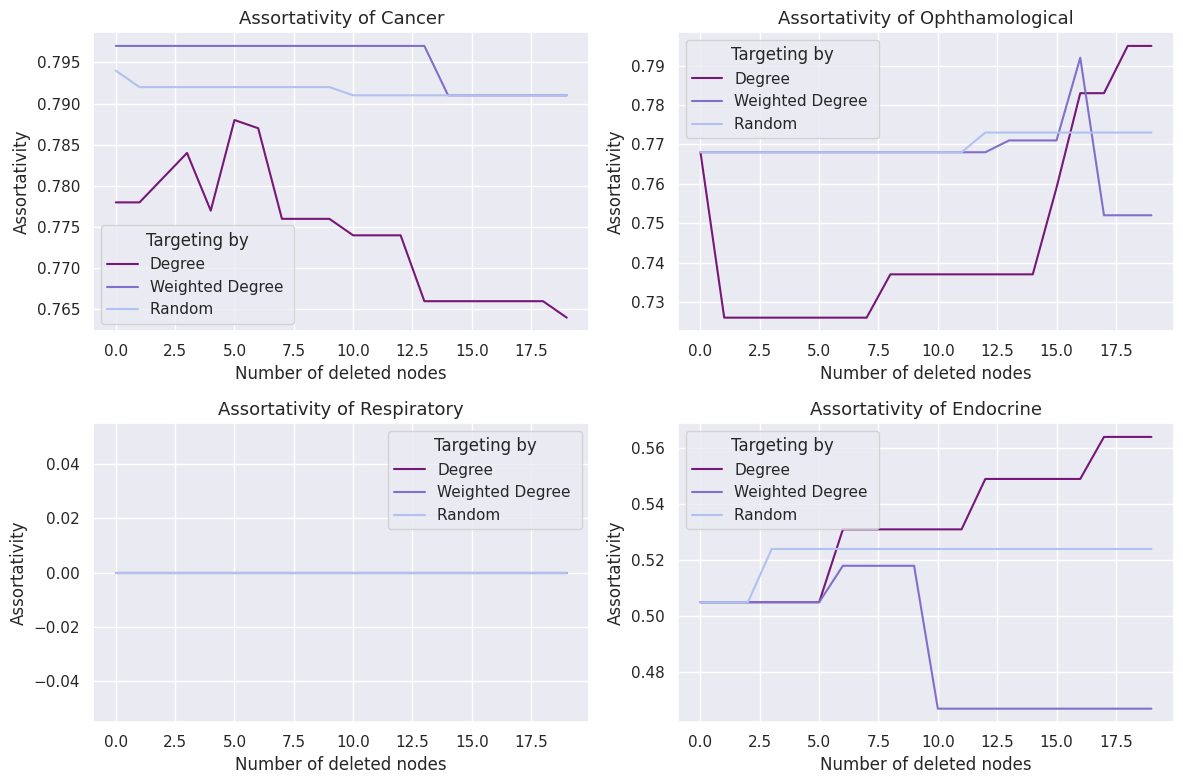 Assortativity of Cancer
Assortativity
0.795
0.790
0.785
0.780
0.775
0.770
0.765
Targeting by
Degree
Weighted Degree
Random
0.0 2.5 5.0 7.5 10.0 12.5 15.0 17.5
Number of deleted nodes
Assortativity of Ophthamological
Assortativity
0.79
0.78
0.77
0.76
0.75
0.74
0.73
Targeting by
Degree
Weighted Degree
Random
0.0 2.5 5.0 7.5 10.0 12.5 15.0 17.5
Number of deleted nodes
Assortativity of Respiratory
Assortativity
0.04
0.02
0.00
−0.02
−0.04
Targeting by
Degree
Weighted Degree
Random
0.0 2.5 5.0 7.5 10.0 12.5 15.0 17.5
Number of deleted nodes
Assortativity of Endocrine
Assortativity
0.56
0.54
0.52
0.50
0.48
Targeting by
Degree
Weighted Degree
Random
0.0 2.5 5.0 7.5 10.0 12.5 15.0 17.5
Number of deleted nodes